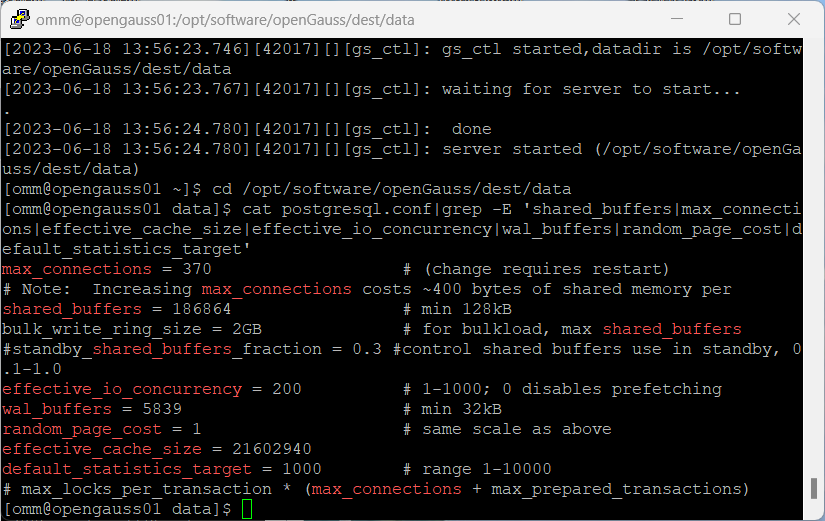 omm@opengauss01:/opt/software/openGauss/dest/data
[2023-06-18 13:56:23.746][42017][][gs_ctl]: gs_ctl started,datadir is /opt/softw
are/openGauss/dest/data
[2023-06-18 13:56:23.767][42017][][gs_ctl]: waiting for server to start...
.
[2023-06-18 13:56:24.780][42017][][gs_ctl]:  done
[2023-06-18 13:56:24.780][42017][][gs_ctl]: server started (/opt/software/openGa
uss/dest/data)
[omm@opengauss01 ~]$ cd /opt/software/openGauss/dest/data
[omm@opengauss01 data]$ cat postgresql.conf|grep -E 'shared_buffers|max_connecti
ons|effective_cache_size|effective_io_concurrency|wal_buffers|random_page_cost|d
efault_statistics_target'
max_connections = 370                   # (change requires restart)
# Note:  Increasing max_connections costs ~400 bytes of shared memory per
shared_buffers = 186864                 # min 128kB
bulk_write_ring_size = 2GB              # for bulkload, max shared_buffers
#standby_shared_buffers_fraction = 0.3 #control shared buffers use in standby, 0
.1-1.0
effective_io_concurrency = 200          # 1-1000; 0 disables prefetching
wal_buffers = 5839                      # min 32kB
random_page_cost = 1                    # same scale as above
effective_cache_size = 21602940
default_statistics_target = 1000        # range 1-10000
# max_locks_per_transaction * (max_connections + max_prepared_transactions)
[omm@opengauss01 data]$